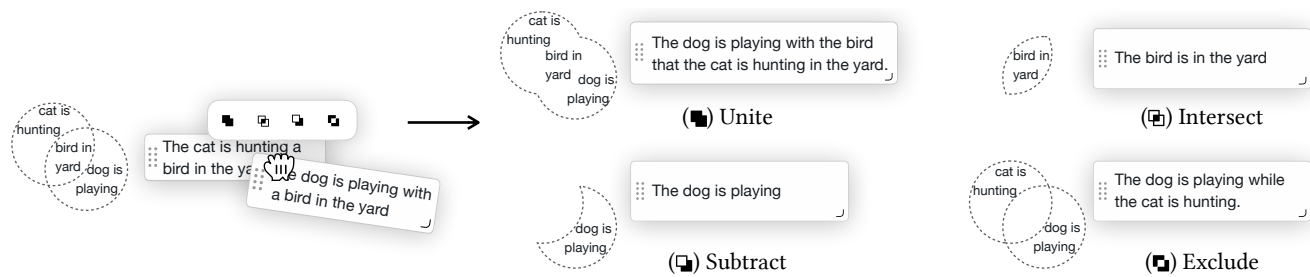 cat is
hunting
bird in
yard
dog is
playing
The cat is hunting a
bird in the ya
e dog is playing with
a bird in the yard
cat is
hunting
bird in
yard
dog is
playing
The dog is playing with the bird
that the cat is hunting in the yard.
() Unite
bird in
yard
The bird is in the yard
() Intersect
dog is
playing
The dog is playing
() Subtract
cat is
hunting
dog is
playing
The dog is playing while
the cat is hunting.
() Exclude